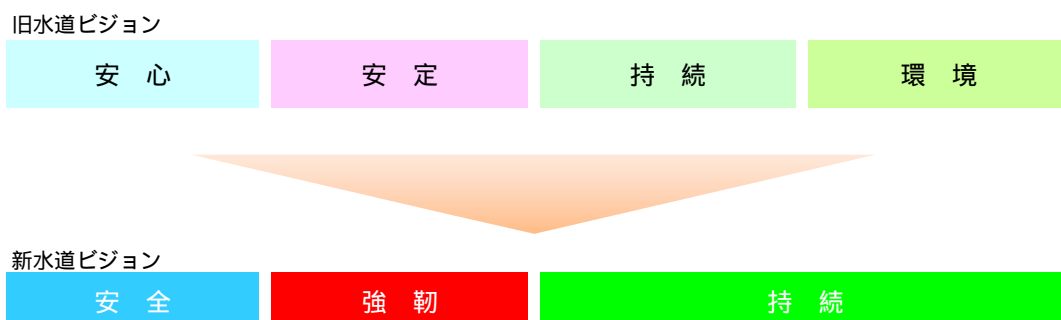 旧水道ビジョン
安　心　安　定　持　続　環　境
新水道ビジョン
安　全　強　靭　持　続